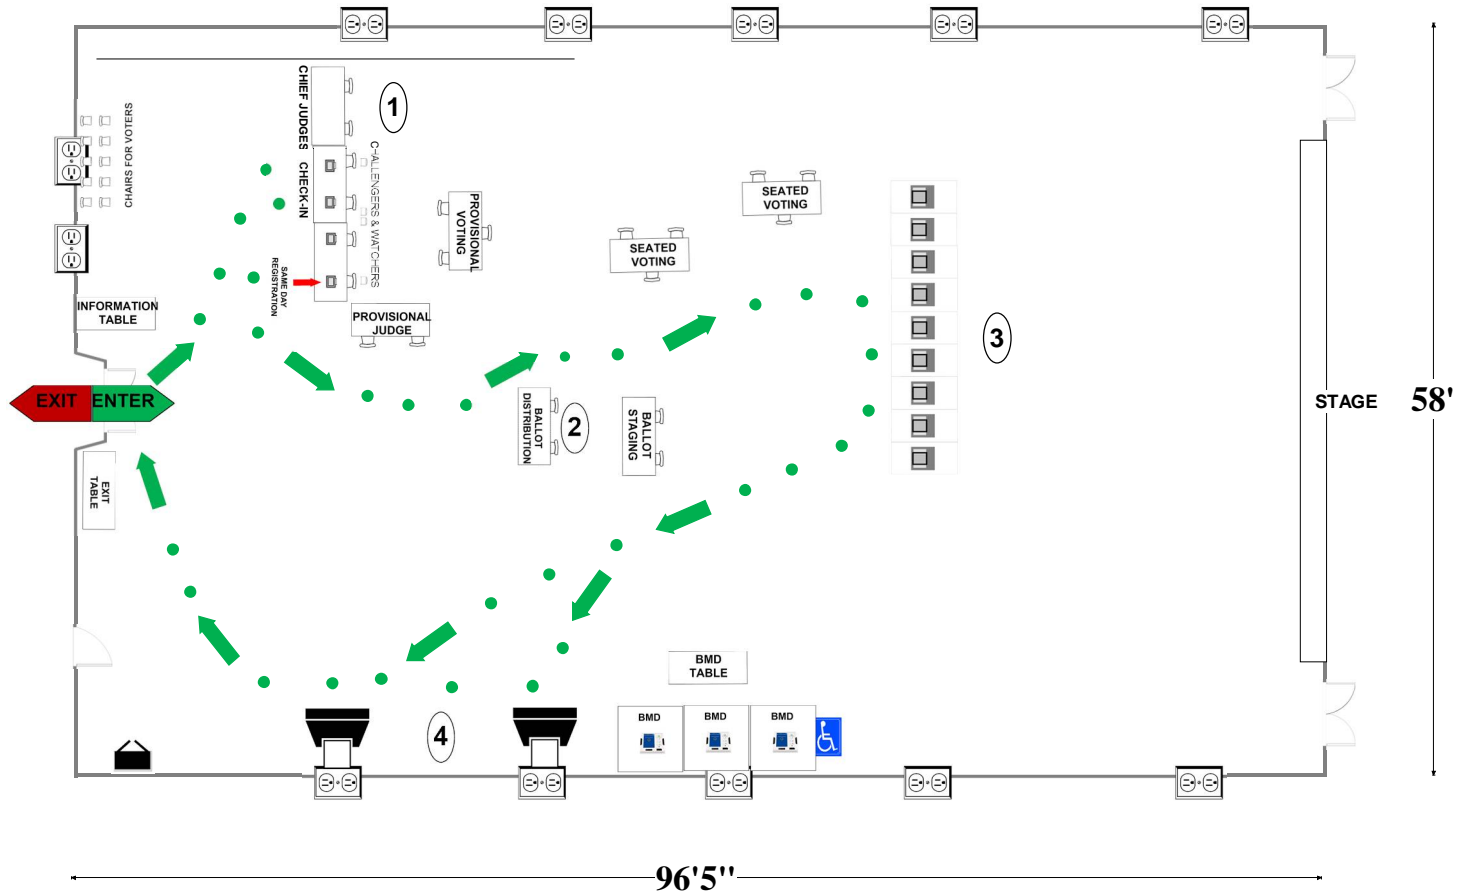 CHIEF JUDGES
1
CHAIRS FOR VOTERS
CHECK-IN
CHALLENGERS & WATCHERS
PROVISIONAL
VOTING
SEATED
VOTING
SEATED
VOTING
SAME DAY
REGISTRATION
INFORMATION
TABLE
PROVISIONAL
JUDGE
3
EXIT
ENTER
STAGE
58'
BALLOT
DISTRIBUTION
2
BALLOT
STAGING
EXIT
TABLE
BMD
TABLE
4
BMD
BMD
BMD
96'5"